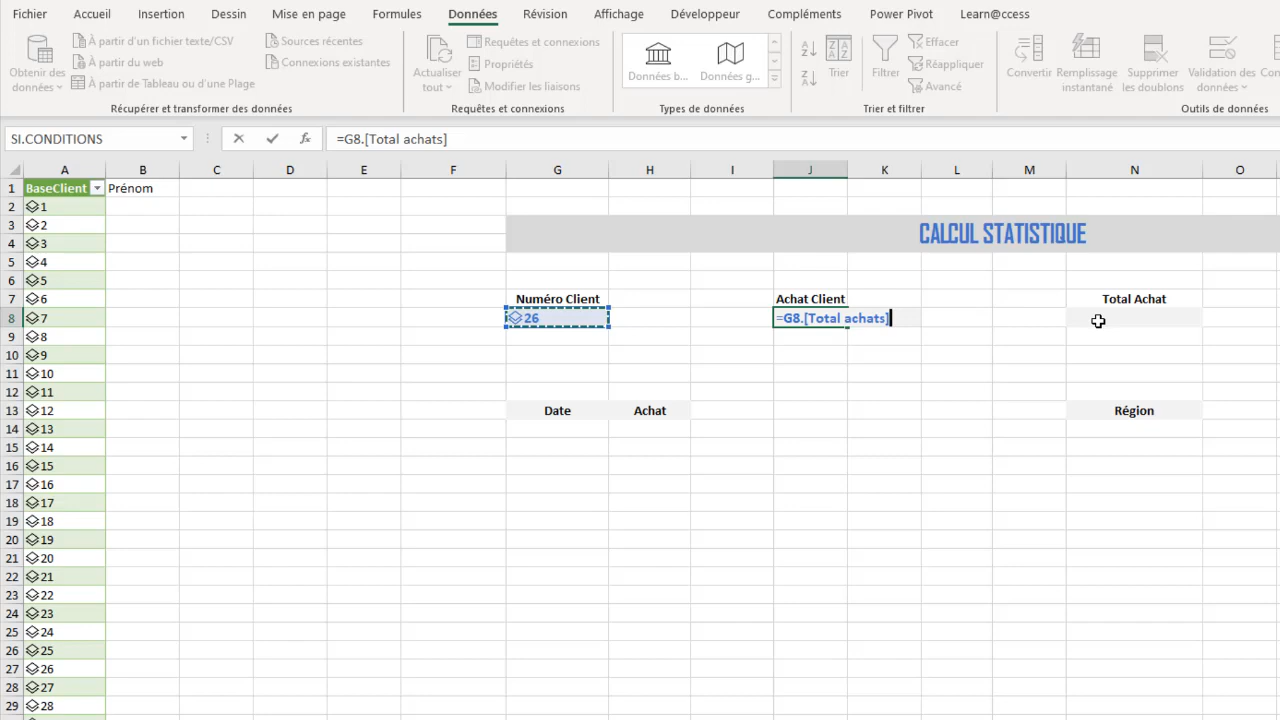 Fichier Accueil Insertion Dessin Mise en page Formules Données Révision Affichage Développeur Compléments Power Pivot Learn@ccess
Obtenir des données
À partir d'un fichier texte/CSV
À partir du web
À partir de Tableau ou d'une Plage
Sources récentes
Connexions existantes
Récupérer et transformer des données
Actualiser tout
Requêtes et connexions
Propriétés
Modifier les liaisons
Requêtes et connexions
Données b...
Données g...
Types de données
Trier
Filtrer
Effacer
Réappliquer
Avancé
Trier et filtrer
Convertir
Remplissage instantané
Supprimer les doublons
Validation des données
Con
Outils de données
SI.CONDITIONS
fx
=G8.[Total achats]
A B C D E F G H I J K L M N O
1 BaseClient Prénom
2 1
3 2
CALCUL STATISTIQUE
4 3
5 4
6 5
7 6 Numéro Client Achat Client Total Achat
8 7 26 =G8.[Total achats]
9 8
10 9
11 10
12 11
13 12 Date Achat Région
14 13
15 14
16 15
17 16
18 17
19 18
20 19
21 20
22 21
23 22
24 23
25 24
26 25
27 26
28 27
29 28